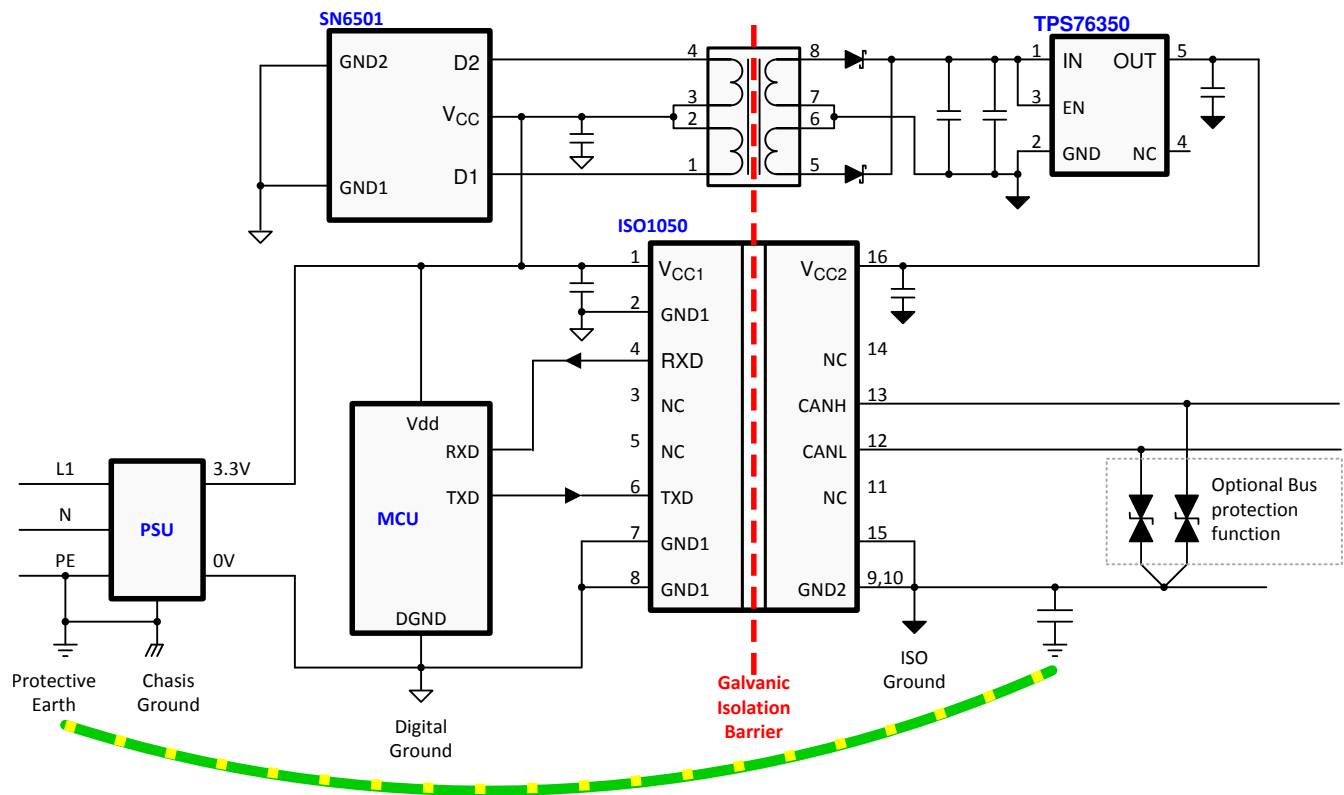 SN6501
GND2
D2
VCC
D1
GND1
4
3
2
1
8
7
6
5
TPS76350
1
IN
OUT
5
3
EN
2
GND
NC
4
ISO1050
1
VCC1
2
GND1
4
RXD
3
NC
5
NC
6
TXD
7
GND1
8
GND1
VCC2
16
NC
14
CANH
13
CANL
12
NC
11
15
GND2
9,10
Vdd
RXD
TXD
MCU
DGND
L1
N
PE
PSU
3.3V
0V
Optional Bus
protection
function
Protective
Earth
Chasis
Ground
Digital
Ground
Galvanic
Isolation
Barrier
ISO
Ground